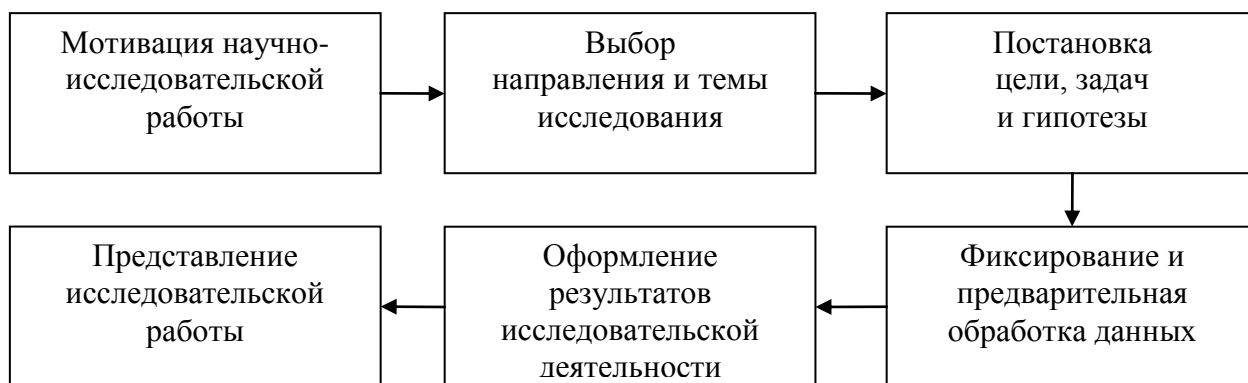 Мотивация научно-
исследовательской
работы
Выбор
направления и темы
исследования
Постановка
цели, задач
и гипотезы
Фиксирование и
предварительная
обработка данных
Оформление
результатов
исследовательской
деятельности
Представление
исследовательской
работы